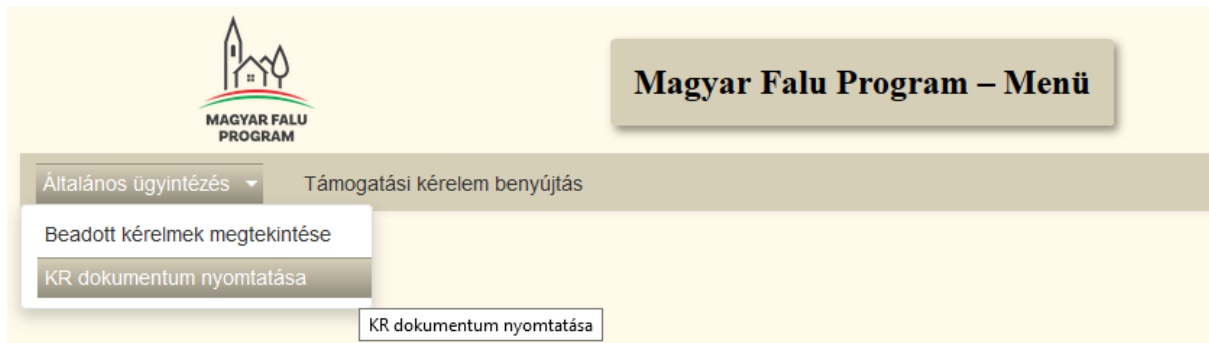 MAGYAR FALU
PROGRAM
Magyar Falu Program – Menü
Általános ügyintézés
Támogatási kérelem benyújtás
Beadott kérelmek megtekintése
KR dokumentum nyomtatása
KR dokumentum nyomtatása